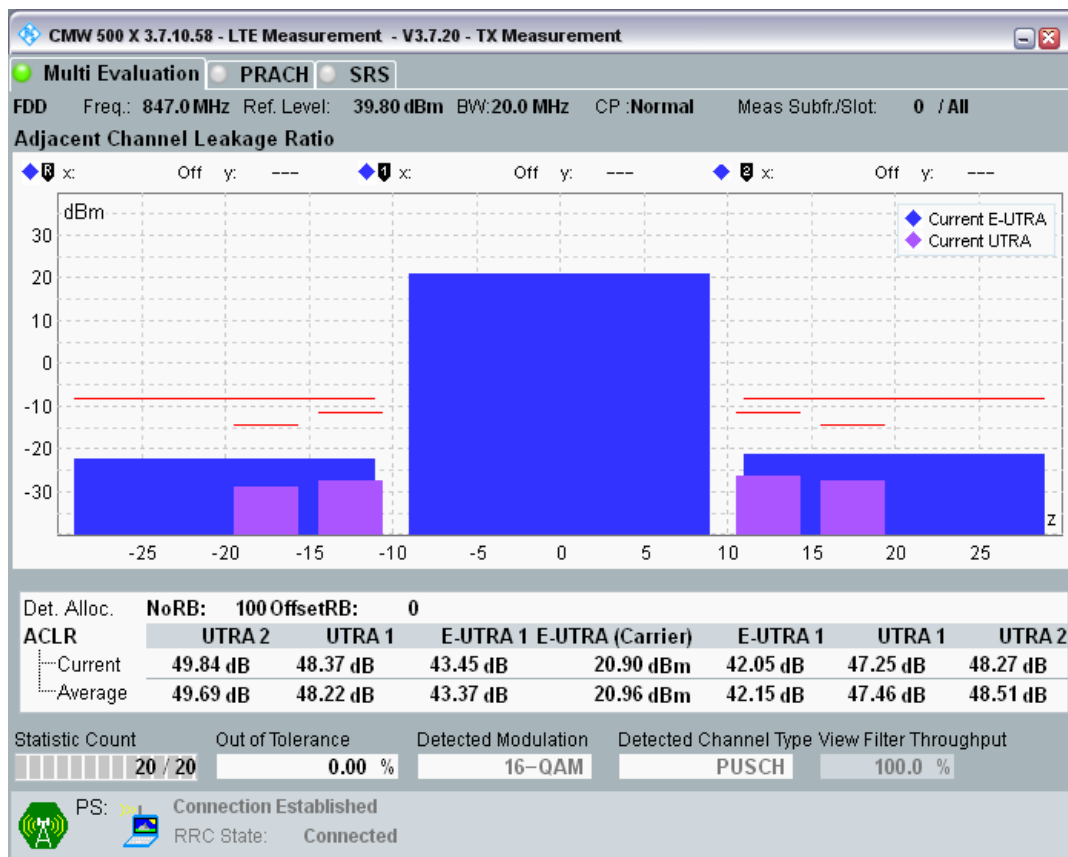 CMW 500 X 3.7.10.58 - LTE Measurement - V3.7.20 - TX Measurement
Multi Evaluation PRACH SRS
FDD Freq.: 847.0 MHz Ref. Level: 39.80 dBm BW:20.0 MHz CP :Normal Meas Subfr./Slot: 0 / All
Adjacent Channel Leakage Ratio
R x: Off y: --- 1 x: Off y: --- 2 x: Off y: ---
dBm
Current E-UTRA
Current UTRA
30
20
10
0
-10
-20
-30
z
-25 -20 -15 -10 -5 0 5 10 15 20 25
Det. Alloc. NoRB: 100 OffsetRB: 0
ACLR UTRA 2 UTRA 1 E-UTRA 1 E-UTRA (Carrier) E-UTRA 1 UTRA 1 UTRA 2
Current 49.84 dB 48.37 dB 43.45 dB 20.90 dBm 42.05 dB 47.25 dB 48.27 dB
Average 49.69 dB 48.22 dB 43.37 dB 20.96 dBm 42.15 dB 47.46 dB 48.51 dB
Statistic Count Out of Tolerance Detected Modulation Detected Channel Type View Filter Throughput
20 / 20 0.00 % 16-QAM PUSCH 100.0 %
PS: Connection Established
RRC State: Connected